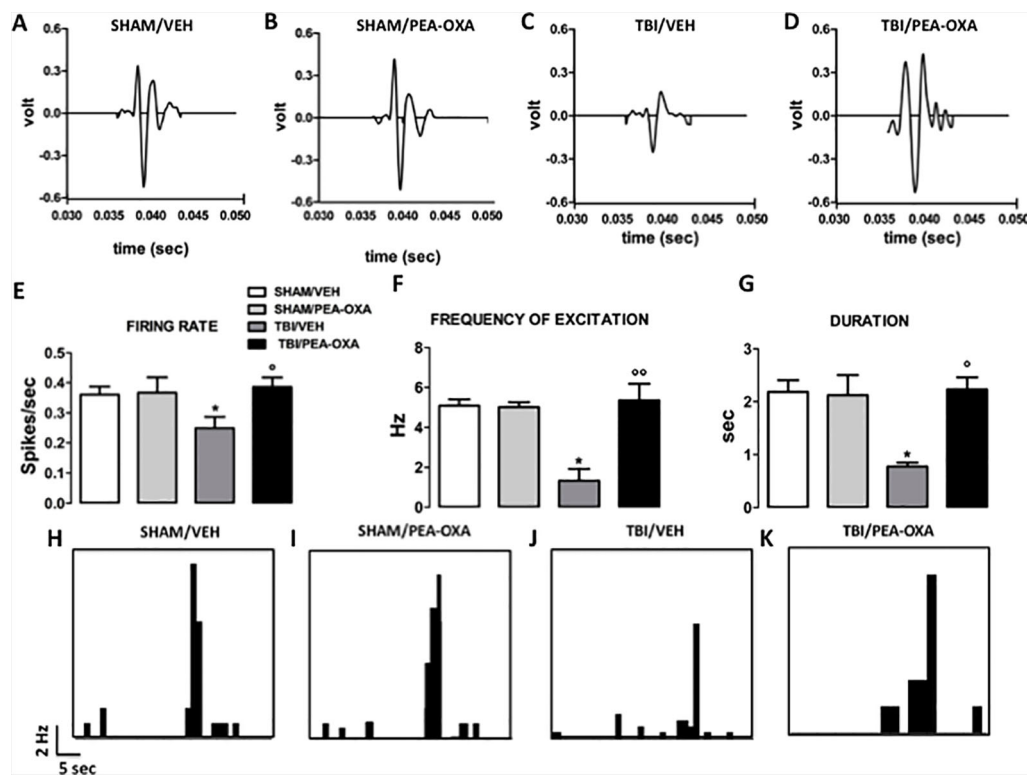 A SHAM/VEH B SHAM/PEA-OXA C TBI/VEH D TBI/PEA-OXA
0.6 0.6 0.6 0.6
0.3 0.3 0.3 0.3
volt 0.0 volt 0.0 volt 0.0 volt 0.0
-0.3 -0.3 -0.3 -0.3
-0.6 -0.6 -0.6 -0.6
0.030 0.035 0.040 0.045 0.050 0.030 0.035 0.040 0.045 0.050 0.030 0.035 0.040 0.045 0.050 0.030 0.035 0.040 0.045 0.050
time (sec) time (sec) time (sec) time (sec)
E
SHAM/VEH
SHAM/PEA-OXA
TBI/VEH
TBI/PEA-OXA
FIRING RATE
Spikes/sec
0.5
0.4
0.3
0.2
0.1
0.0
* °
F
FREQUENCY OF EXCITATION
Hz
8
6
4
2
0
* °°
G
DURATION
sec
3
2
1
0
* °
H SHAM/VEH I SHAM/PEA-OXA J TBI/VEH K TBI/PEA-OXA
2 Hz
5 sec